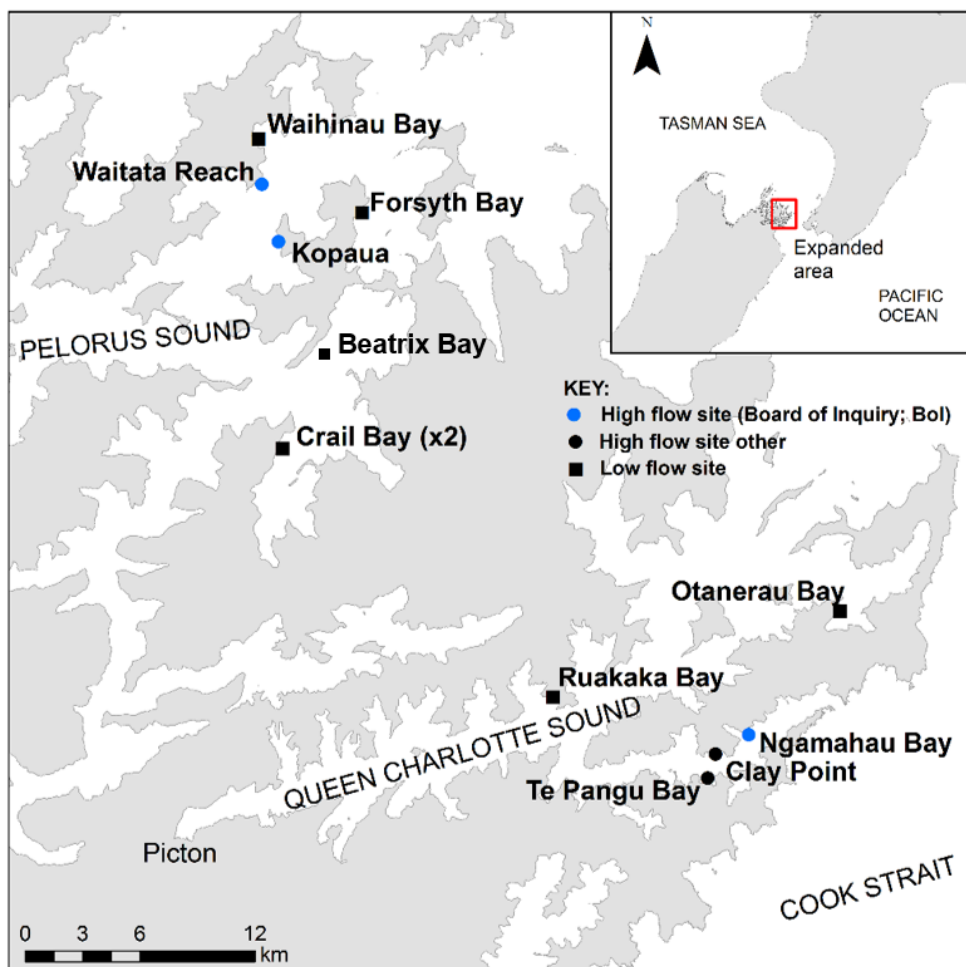 N
TASMAN SEA
Expanded
area
PACIFIC
OCEAN
Waihinau Bay
Waitata Reach
Forsyth Bay
Kopaua
PELORUS SOUND
Beatrix Bay
KEY:
High flow site (Board of Inquiry; BoI)
High flow site other
Low flow site
Crail Bay (x2)
Otanerau Bay
Ruakaka Bay
QUEEN CHARLOTTE SOUND
Ngamahau Bay
Clay Point
Te Pangu Bay
Picton
COOK STRAIT
0 3 6 12
km